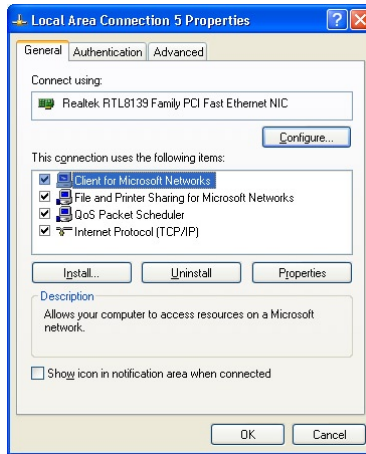 Local Area Connection 5 Properties
General Authentication Advanced
Connect using:
Realtek RTL8139 Family PCI Fast Ethernet NIC
Configure...
This connection uses the following items:
Client for Microsoft Networks
File and Printer Sharing for Microsoft Networks
QoS Packet Scheduler
Internet Protocol (TCP/IP)
Install... Uninstall Properties
Description
Allows your computer to access resources on a Microsoft
network.
Show icon in notification area when connected
OK Cancel